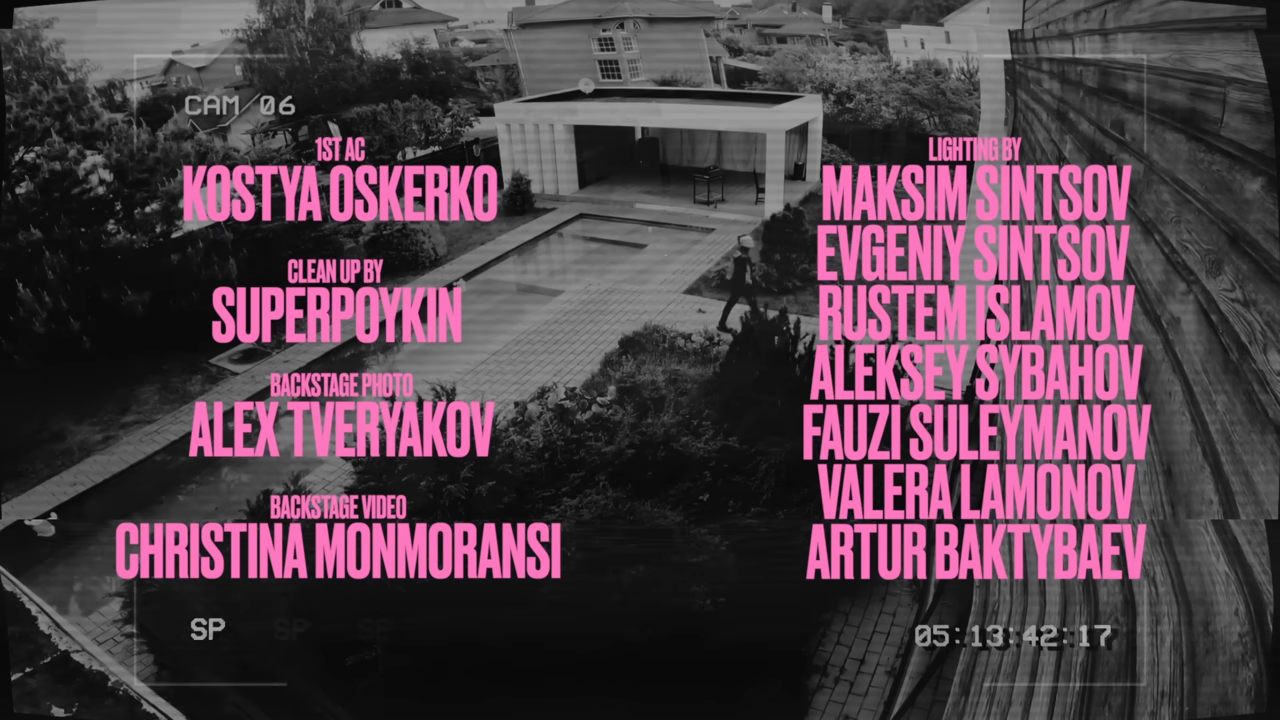 CAM/06
1ST AC
KOSTYA OSKERKO
CLEAN UP BY
SUPERPOYKIN
BACKSTAGE PHOTO
ALEX TVERYAKOV
BACKSTAGE VIDEO
CHRISTINA MONMORANSI
LIGHTING BY
MAKSIM SINTSOV
EVGENIY SINTSOV
RUSTEM ISLAMOV
ALEKSEY SYBAHOV
FAUZI SULEYMANOV
VALERA LAMONOV
ARTUR BAKTYBAEV
SP SP SP
05:13:42:17